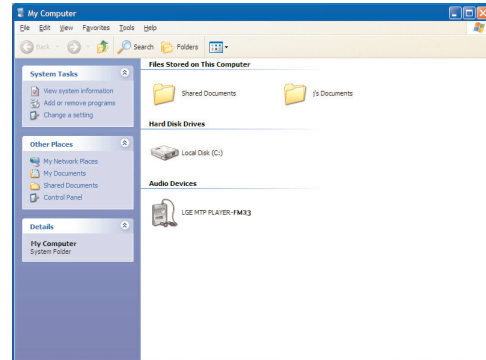 My Computer
File Edit View Favorites Tools Help
Back Search Folders
System Tasks
View system information
Add or remove programs
Change a setting
Other Places
My Network Places
My Documents
Shared Documents
Control Panel
Details
My Computer
System Folder
Files Stored on This Computer
Shared Documents
j's Documents
Hard Disk Drives
Local Disk (C:)
Audio Devices
LGE MTP PLAYER-FM33